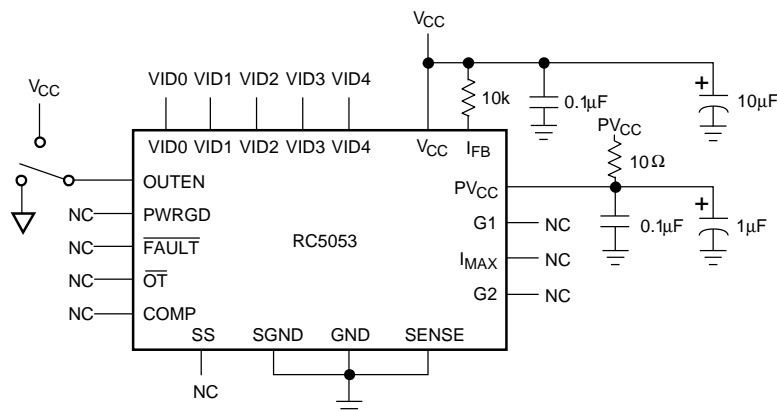 VCC
VCC
VID0 VID1 VID2 VID3 VID4
10k
0.1µF
10µF
+
VID0 VID1 VID2 VID3 VID4
VCC
IFB
PVCC
10Ω
OUTEN
PVCC
+
NC
PWRGD
G1
NC
0.1µF
1µF
NC
FAULT
RC5053
IMAX
NC
NC
OT
G2
NC
NC
COMP
SS
SGND
GND
SENSE
NC